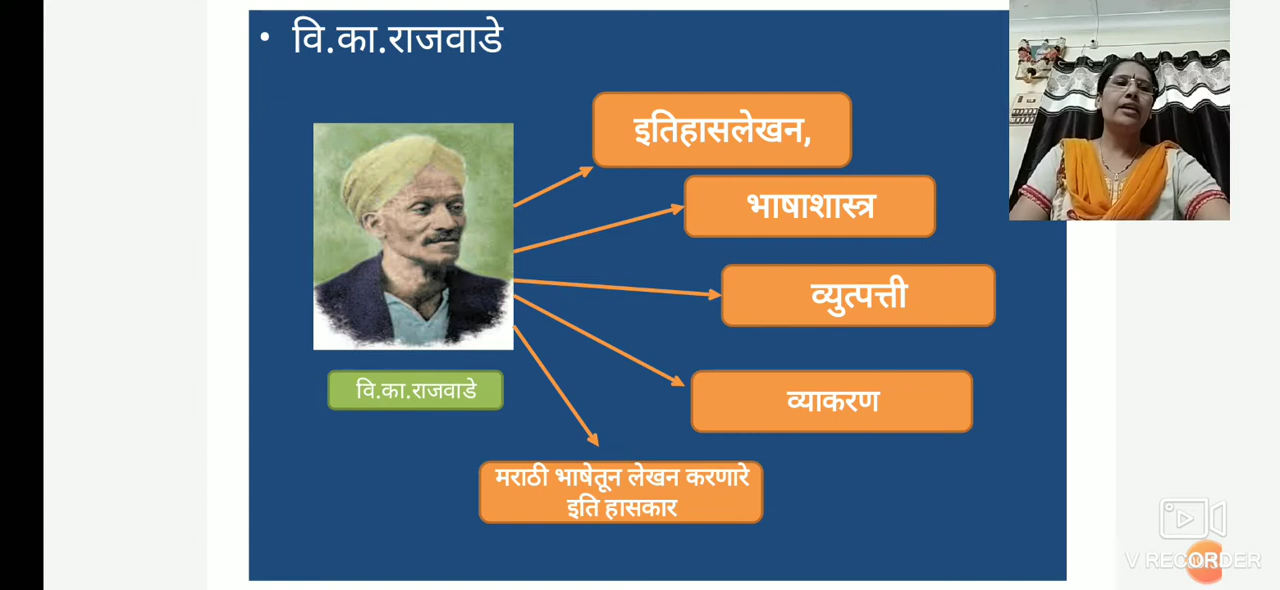 • वि.का.राजवाडे
इतिहासलेखन,
भाषाशास्त्र
व्युत्पत्ती
व्याकरण
वि.का.राजवाडे
मराठी भाषेतून लेखन करणारे
इति हासकार
V RECORDER